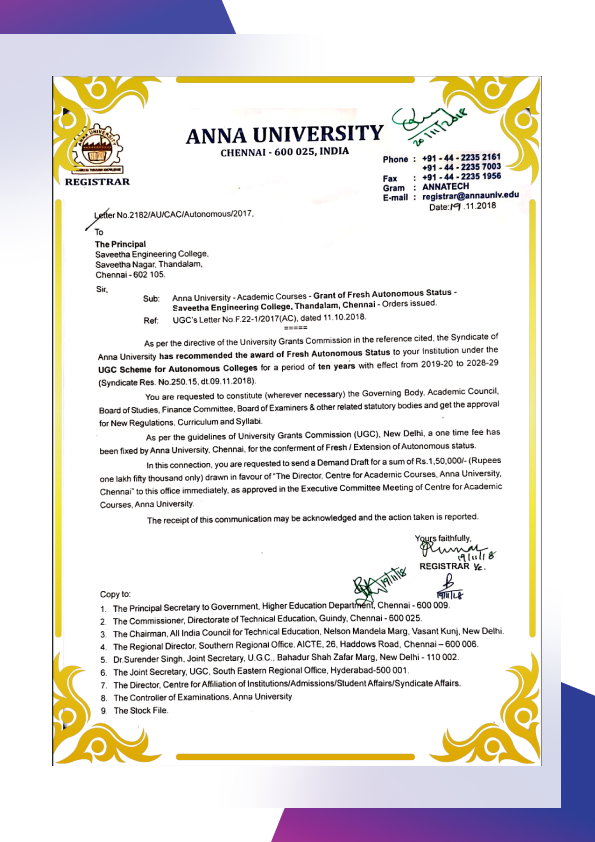 20/11/2018
ANNA UNIVERSITY
CHENNAI - 600 025, INDIA
REGISTRAR
Phone : +91 - 44 - 2235 2161
+91 - 44 - 2235 7003
Fax : +91 - 44 - 2235 1956
Gram : ANNATECH
E-mail : registrar@annauniv.edu
Date:19.11.2018
Letter No.2182/AU/CAC/Autonomous/2017,
To
The Principal
Saveetha Engineering College,
Saveetha Nagar, Thandalam,
Chennai - 602 105.
Sir,
Sub: Anna University - Academic Courses - Grant of Fresh Autonomous Status -
Saveetha Engineering College, Thandalam, Chennai - Orders issued.
Ref: UGC's Letter No.F.22-1/2017(AC), dated 11.10.2018.
=====
As per the directive of the University Grants Commission in the reference cited, the Syndicate of
Anna University has recommended the award of Fresh Autonomous Status to your Institution under the
UGC Scheme for Autonomous Colleges for a period of ten years with effect from 2019-20 to 2028-29
(Syndicate Res. No.250.15, dt.09.11.2018).
You are requested to constitute (wherever necessary) the Governing Body, Academic Council,
Board of Studies, Finance Committee, Board of Examiners & other related statutory bodies and get the approval
for New Regulations, Curriculum and Syllabi.
As per the guidelines of University Grants Commission (UGC), New Delhi, a one time fee has
been fixed by Anna University, Chennai, for the conferment of Fresh / Extension of Autonomous status.
In this connection, you are requested to send a Demand Draft for a sum of Rs.1,50,000/- (Rupees
one lakh fifty thousand only) drawn in favour of "The Director, Centre for Academic Courses, Anna University,
Chennai" to this office immediately, as approved in the Executive Committee Meeting of Centre for Academic
Courses, Anna University.
The receipt of this communication may be acknowledged and the action taken is reported.
Yours faithfully,
19/11/18
REGISTRAR i/c.
19/11/18
19/11/18
Copy to:
1. The Principal Secretary to Government, Higher Education Department, Chennai - 600 009.
2. The Commissioner, Directorate of Technical Education, Guindy, Chennai - 600 025.
3. The Chairman, All India Council for Technical Education, Nelson Mandela Marg, Vasant Kunj, New Delhi.
4. The Regional Director, Southern Regional Office, AICTE, 26, Haddows Road, Chennai – 600 006.
5. Dr.Surender Singh, Joint Secretary, U.G.C., Bahadur Shah Zafar Marg, New Delhi - 110 002.
6. The Joint Secretary, UGC, South Eastern Regional Office, Hyderabad-500 001.
7. The Director, Centre for Affiliation of Institutions/Admissions/Student Affairs/Syndicate Affairs.
8. The Controller of Examinations, Anna University
9. The Stock File.